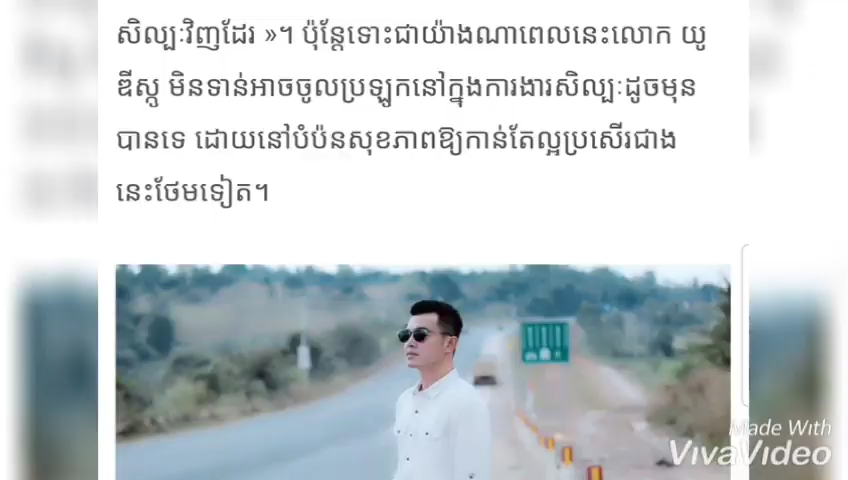 សិល្បៈវិញដែរ »។ ប៉ុន្តែទោះជាយ៉ាងណាពេលនេះលោក យូ
ឌីស្កូ មិនទាន់អាចចូលប្រឡូកនៅក្នុងការងារសិល្បៈដូចមុន
បានទេ ដោយនៅបំប៉នសុខភាពឱ្យកាន់តែល្អប្រសើរជាង
នេះថែមទៀត។
Made With
VivaVideo